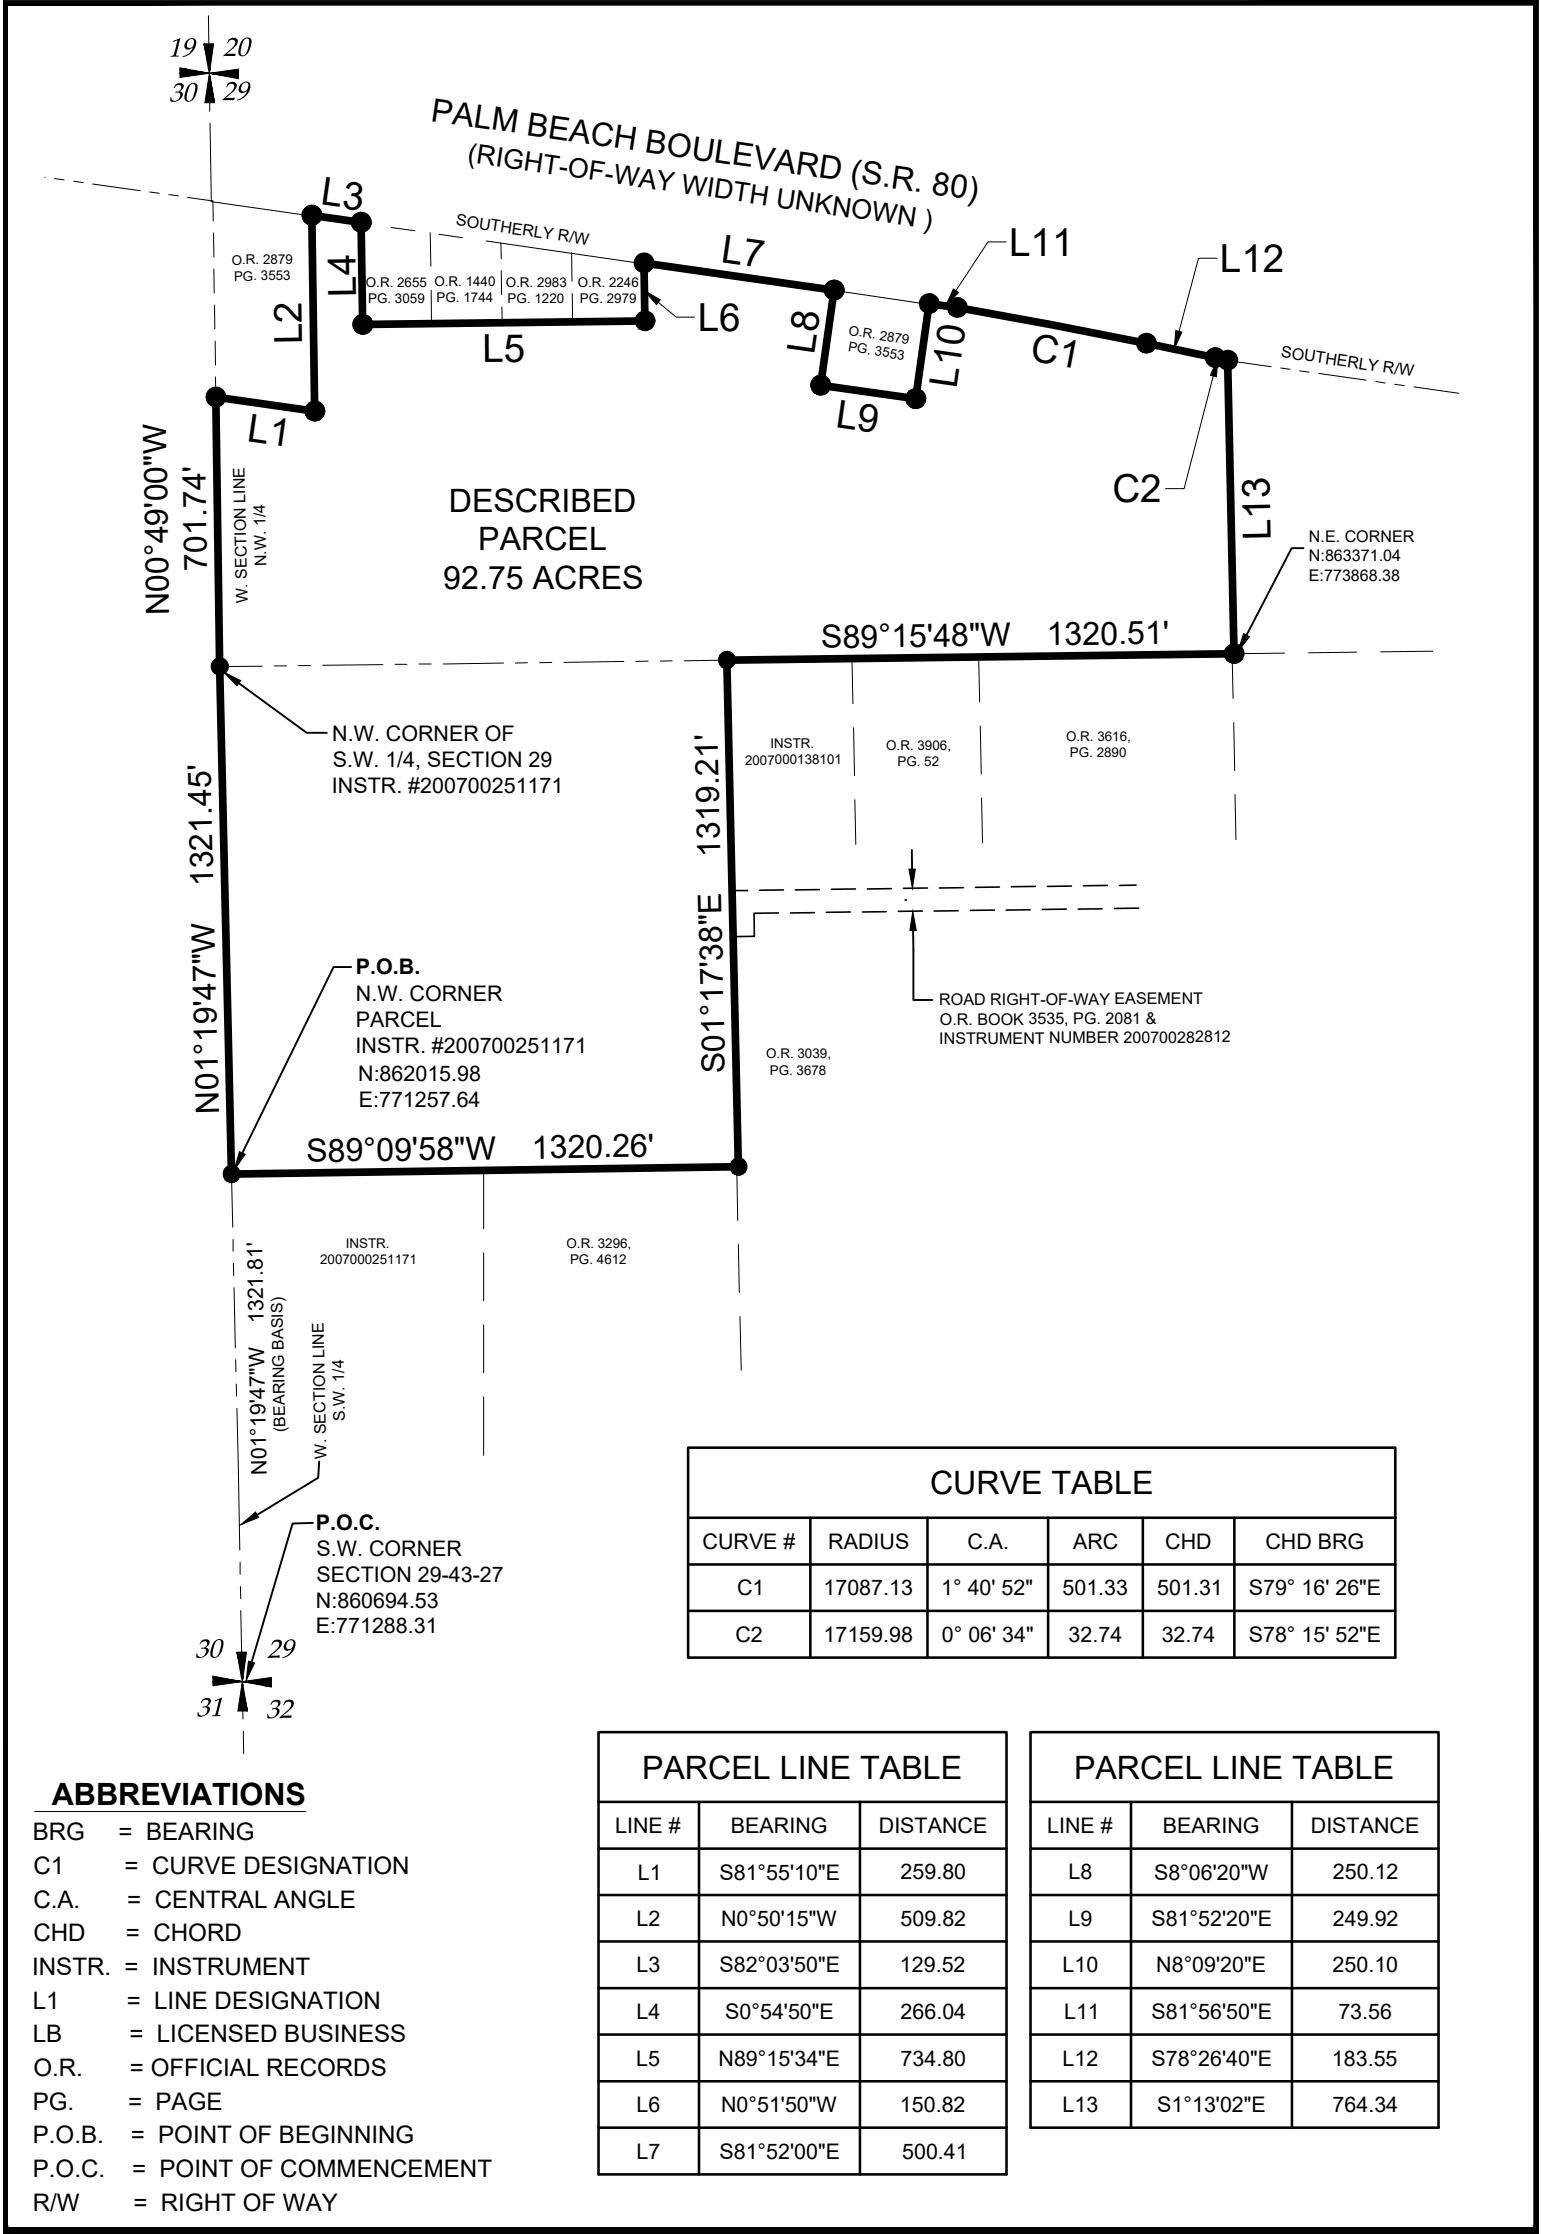 19 20
30 29
PALM BEACH BOULEVARD (S.R. 80)
(RIGHT-OF-WAY WIDTH UNKNOWN )
L3
SOUTHERLY R/W
L7
L11
L12
O.R. 2879
PG. 3553
L2
L4
O.R. 2655
PG. 3059
O.R. 1440
PG. 1744
O.R. 2983
PG. 1220
O.R. 2246
PG. 2979
L6
L5
L8
O.R. 2879
PG. 3553
L10
C1
SOUTHERLY R/W
L9
L1
N00°49'00"W
701.74'
W. SECTION LINE
N.W. 1/4
DESCRIBED
PARCEL
92.75 ACRES
C2
L13
N.E. CORNER
N:863371.04
E:773868.38
S89°15'48"W 1320.51'
N.W. CORNER OF
S.W. 1/4, SECTION 29
INSTR. #200700251171
INSTR.
2007000138101
O.R. 3906,
PG. 52
O.R. 3616,
PG. 2890
N01°19'47"W 1321.45'
S01°17'38"E 1319.21'
P.O.B.
N.W. CORNER
PARCEL
INSTR. #200700251171
N:862015.98
E:771257.64
ROAD RIGHT-OF-WAY EASEMENT
O.R. BOOK 3535, PG. 2081 &
INSTRUMENT NUMBER 200700282812
O.R. 3039,
PG. 3678
S89°09'58"W 1320.26'
INSTR.
2007000251171
O.R. 3296,
PG. 4612
N01°19'47"W 1321.81'
(BEARING BASIS)
W. SECTION LINE
S.W. 1/4
P.O.C.
S.W. CORNER
SECTION 29-43-27
N:860694.53
E:771288.31
30 29
31 32
CURVE TABLE
CURVE # RADIUS C.A. ARC CHD CHD BRG
C1 17087.13 1° 40' 52" 501.33 501.31 S79° 16' 26"E
C2 17159.98 0° 06' 34" 32.74 32.74 S78° 15' 52"E
ABBREVIATIONS
BRG = BEARING
C1 = CURVE DESIGNATION
C.A. = CENTRAL ANGLE
CHD = CHORD
INSTR. = INSTRUMENT
L1 = LINE DESIGNATION
LB = LICENSED BUSINESS
O.R. = OFFICIAL RECORDS
PG. = PAGE
P.O.B. = POINT OF BEGINNING
P.O.C. = POINT OF COMMENCEMENT
R/W = RIGHT OF WAY
PARCEL LINE TABLE
LINE # BEARING DISTANCE
L1 S81°55'10"E 259.80
L2 N0°50'15"W 509.82
L3 S82°03'50"E 129.52
L4 S0°54'50"E 266.04
L5 N89°15'34"E 734.80
L6 N0°51'50"W 150.82
L7 S81°52'00"E 500.41
PARCEL LINE TABLE
LINE # BEARING DISTANCE
L8 S8°06'20"W 250.12
L9 S81°52'20"E 249.92
L10 N8°09'20"E 250.10
L11 S81°56'50"E 73.56
L12 S78°26'40"E 183.55
L13 S1°13'02"E 764.34